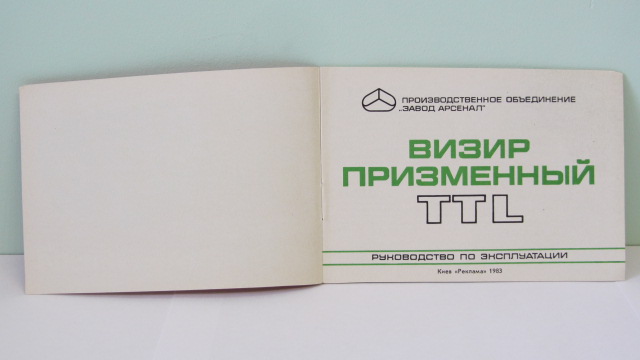 ПРОИЗВОДСТВЕННОЕ ОБЪЕДИНЕНИЕ
„ЗАВОД АРСЕНАЛ"
ВИЗИР
ПРИЗМЕННЫЙ
TTL
РУКОВОДСТВО ПО ЭКСПЛУАТАЦИИ
Киев «Реклама» 1983